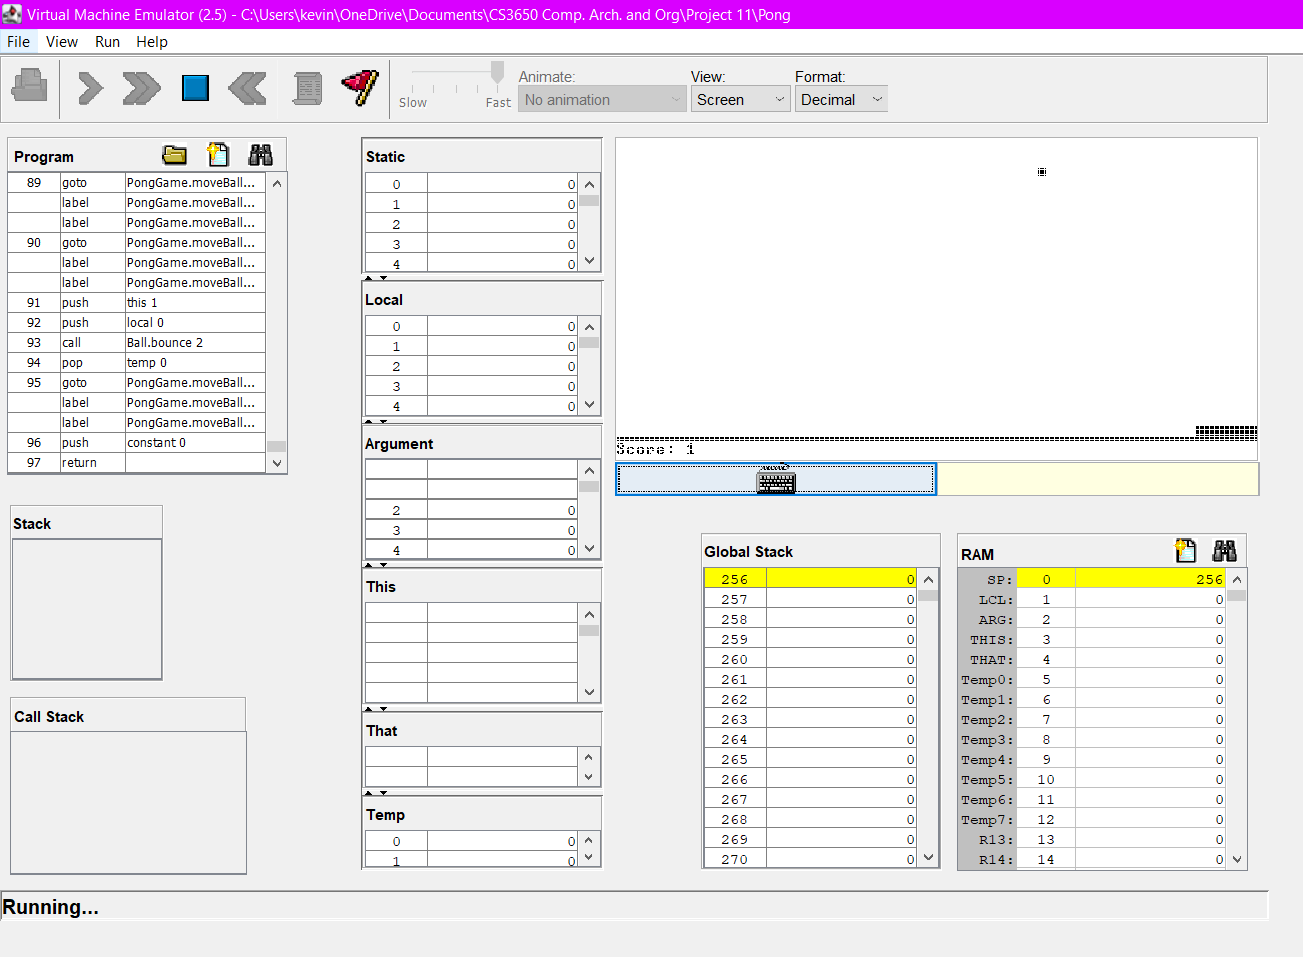 Virtual Machine Emulator (2.5) - C:\Users\kevin\OneDrive\Documents\CS3650 Comp. Arch. and Org\Project 11\Pong
File View Run Help
Slow Fast
Animate:
No animation
View:
Screen
Format:
Decimal
Program
89 goto PongGame.moveBall...
label PongGame.moveBall...
label PongGame.moveBall...
90 goto PongGame.moveBall...
label PongGame.moveBall...
label PongGame.moveBall...
91 push this 1
92 push local 0
93 call Ball.bounce 2
94 pop temp 0
95 goto PongGame.moveBall...
label PongGame.moveBall...
label PongGame.moveBall...
96 push constant 0
97 return
Stack
Call Stack
Static
0 0
1 0
2 0
3 0
4 0
Local
0 0
1 0
2 0
3 0
4 0
Argument
2 0
3 0
4 0
This
That
Temp
0 0
1 0
Score: 1
Global Stack
256 0
257 0
258 0
259 0
260 0
261 0
262 0
263 0
264 0
265 0
266 0
267 0
268 0
269 0
270 0
RAM
SP: 0 256
LCL: 1 0
ARG: 2 0
THIS: 3 0
THAT: 4 0
Temp0: 5 0
Temp1: 6 0
Temp2: 7 0
Temp3: 8 0
Temp4: 9 0
Temp5: 10 0
Temp6: 11 0
Temp7: 12 0
R13: 13 0
R14: 14 0
Running...